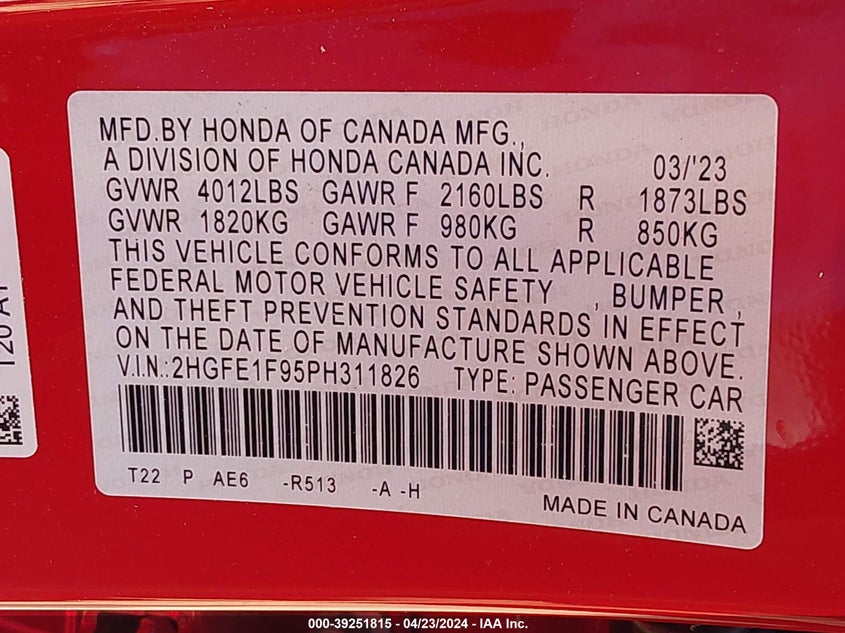 MFD.BY HONDA OF CANADA MFG.,
A DIVISION OF HONDA CANADA INC. 03/'23
GVWR 4012LBS GAWR F 2160LBS R 1873LBS
GVWR 1820KG GAWR F 980KG R 850KG
THIS VEHICLE CONFORMS TO ALL APPLICABLE
FEDERAL MOTOR VEHICLE SAFETY , BUMPER ,
AND THEFT PREVENTION STANDARDS IN EFFECT
ON THE DATE OF MANUFACTURE SHOWN ABOVE.
V.I.N.:2HGFE1F95PH311826 TYPE: PASSENGER CAR
T22 P AE6 -R513 -A -H
MADE IN CANADA
000-39251815 - 04/23/2024 - IAA Inc.